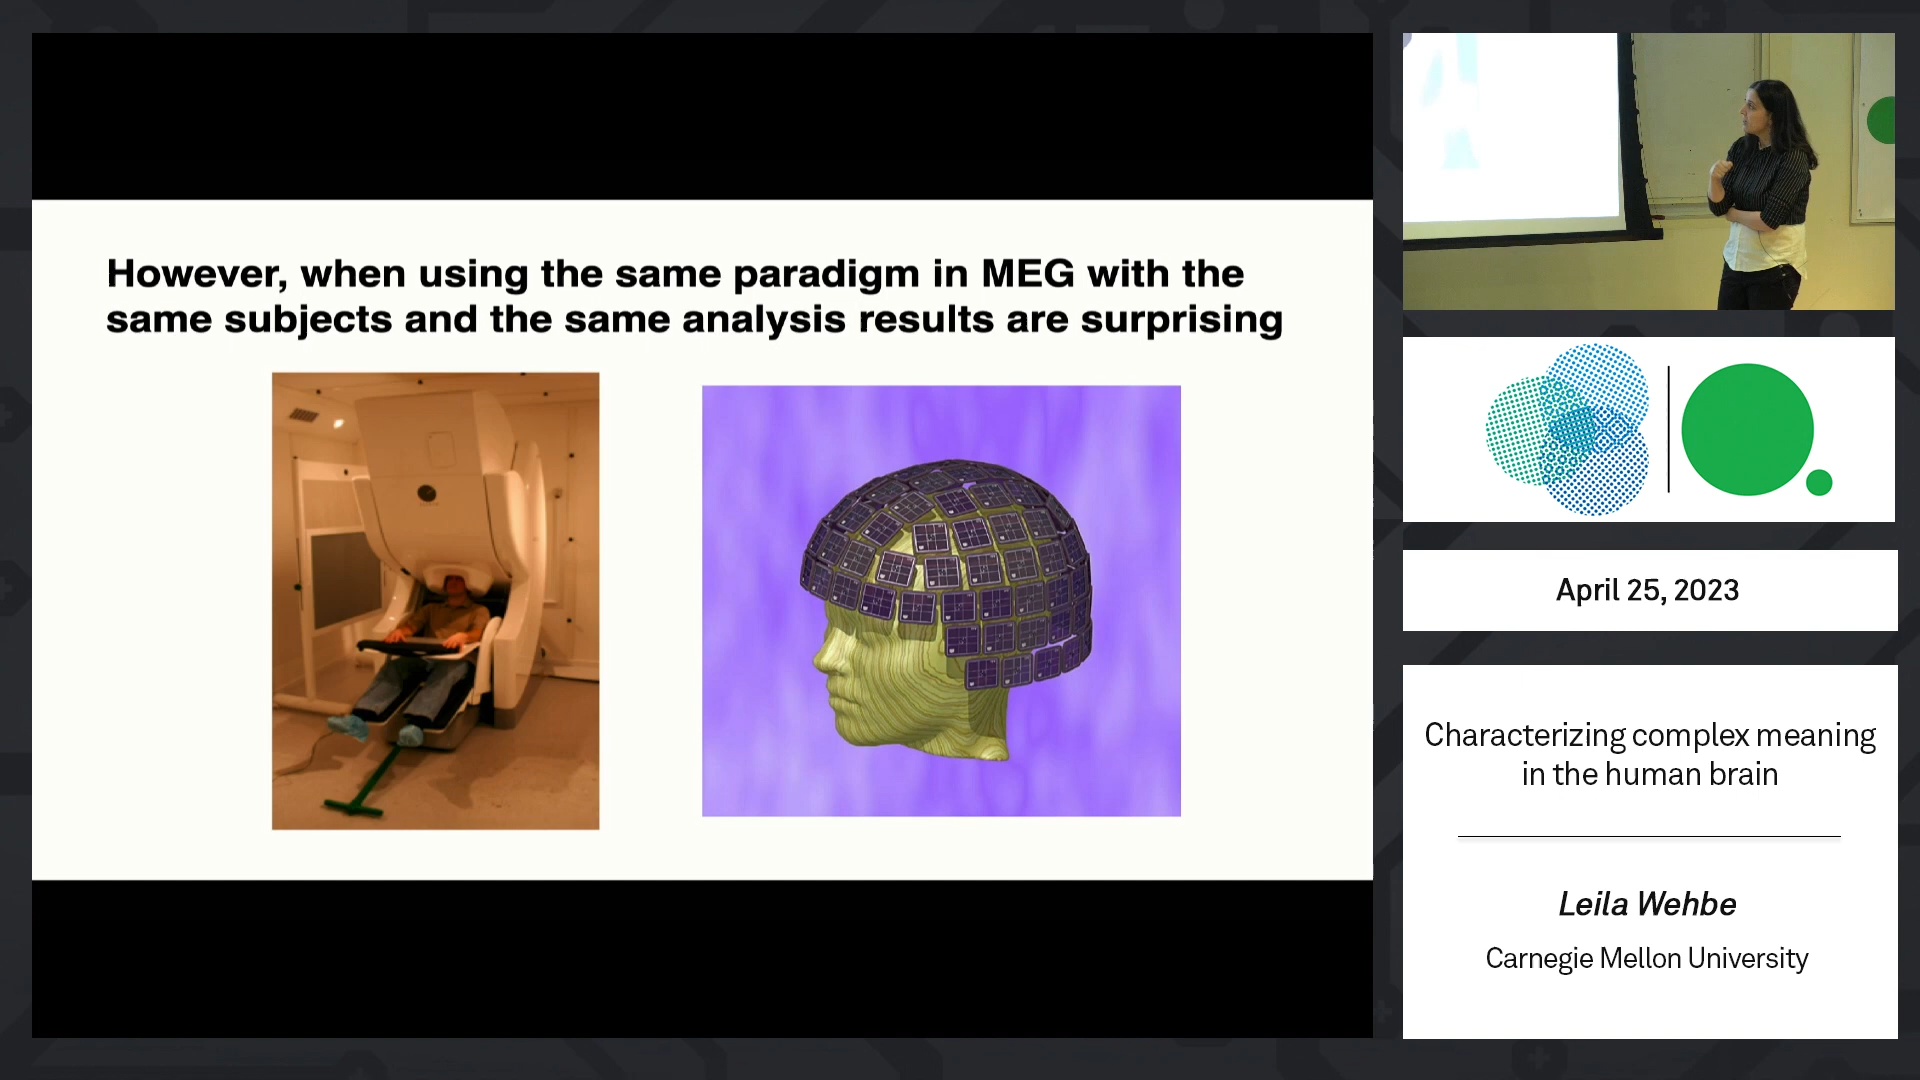 However, when using the same paradigm in MEG with the
same subjects and the same analysis results are surprising
April 25, 2023
Characterizing complex meaning
in the human brain
Leila Wehbe
Carnegie Mellon University